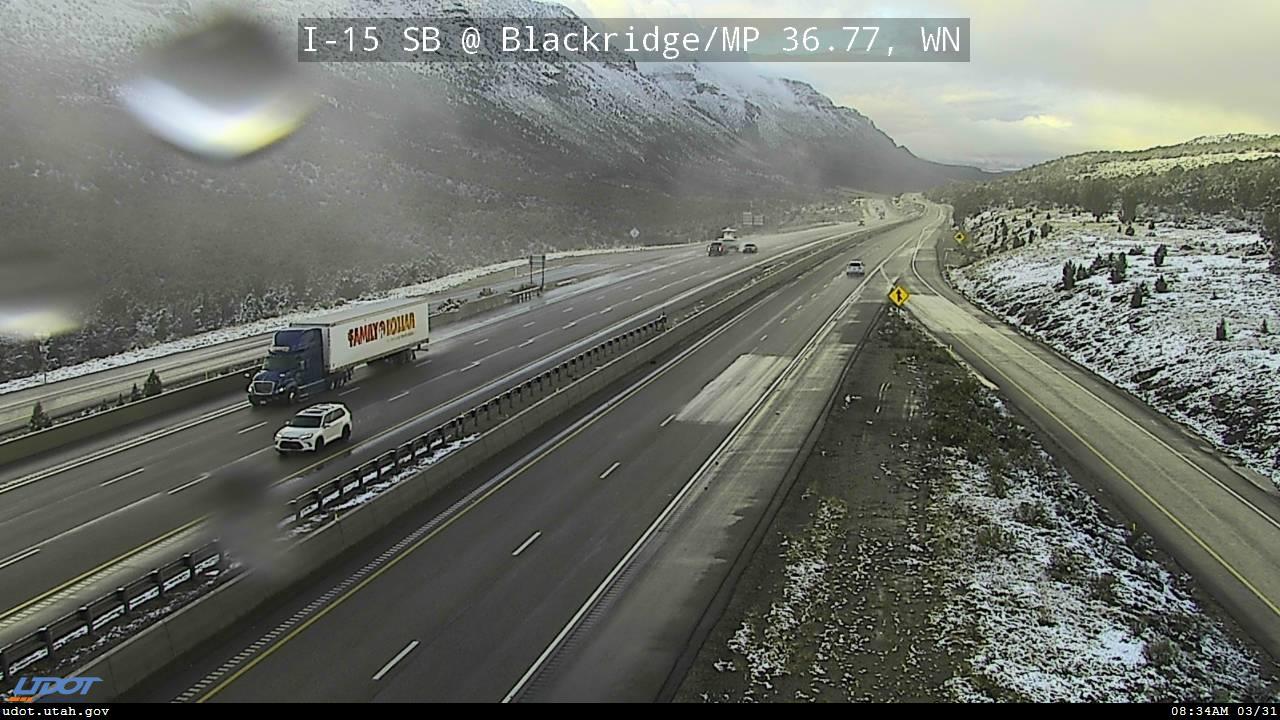 I-15 SB @ Blackridge/MP 36.77, WN
FAMILY DOLLAR
UDOT
udot.utah.gov
08:34AM 03/31